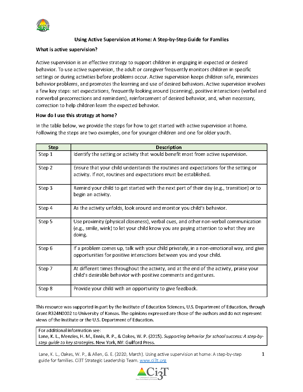 Using Active Supervision at Home: A Step-by-Step Guide for Families
What is active supervision?
Active supervision is an effective strategy to support children in engaging in expected or desired
behavior. To use active supervision, the adult or caregiver frequently monitors children in specific
settings or during activities before problems occur. Active supervision keeps children safe, minimizes
behavior problems, and promotes the learning and use of desired behaviors. Active supervision involves
a few key steps: set expectations, frequently looking around (scanning), positive interactions (verbal and
nonverbal precorrections and reminders), reinforcement of desired behavior, and, when necessary,
correction to help children learn the expected behavior.
How do I use this strategy at home?
In the table below, we provide the steps for how to get started with active supervision at home.
Following the steps are two examples, one for younger children and one for older youth.
Step Description
Step 1 Identify the setting or activity that would benefit most from active supervision.
Step 2 Ensure that your child understands the routines and expectations for the setting or
activity. If not, routines and expectations must be established.
Step 3 Remind your child to get started with the next part of their day (e.g., transition) or to
begin an activity.
Step 4 As the activity unfolds, look around and monitor your child's behavior.
Step 5 Use proximity (physical closeness), verbal cues, and other non-verbal communication
(e.g., smile, wink) to let your child know you are paying attention to what they are
doing.
Step 6 If a problem comes up, talk with your child privately, in a non-emotional way, and give
opportunities for positive interactions between you and your child.
Step 7 At different times throughout the activity, and at the end of the activity, praise your
child's desirable behavior with positive comments and gestures.
Step 8 Provide your child with an opportunity to give feedback.
This resource was supported in part by the Institute of Education Sciences, U.S. Department of Education, through
Grant R324N190002 to University of Kansas. The opinions expressed are those of the authors and do not represent
views of the Institute or the U.S. Department of Education.
For additional information see:
Lane, K. L., Menzies, H. M., Ennis, R. P., & Oakes, W. P. (2015). Supporting behavior for school success: A step-by-
step guide to key strategies. New York, NY: Guilford Press.
Lane, K. L., Oakes, W. P., & Allen, G. E. (2020, March). Using active supervision at home: A step-by-step
guide for families. Ci3T Strategic Leadership Team. www.ci3t.org
1
Ci3T